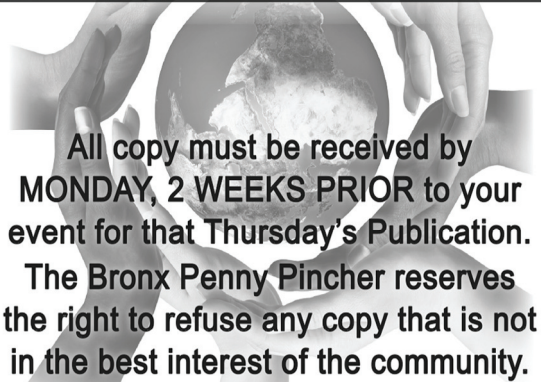 All copy must be received by
MONDAY, 2 WEEKS PRIOR to your
event for that Thursday's Publication.
The Bronx Penny Pincher reserves
the right to refuse any copy that is not
in the best interest of the community.